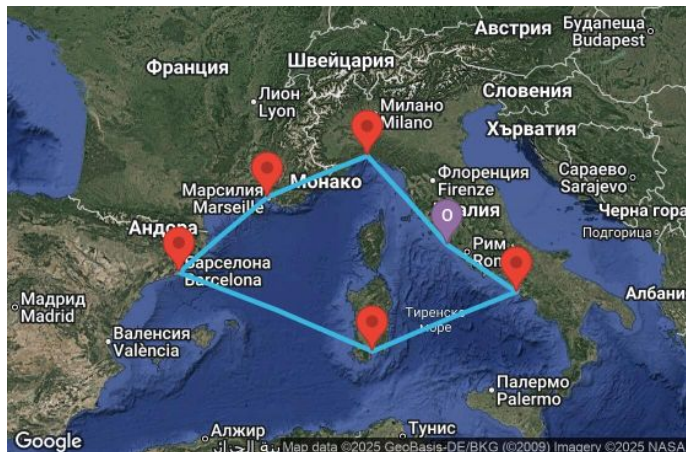 АВСТРИЯ
Будапеща
Budapest
ФРАНЦИЯ
ШВЕЙЦАРИЯ
Лион
Lyon
СЛОВЕНИЯ
Милано
Milano
ХЪРВАТИЯ
Марсилия
Marseille
МОНАКО
Флоренция
Firenze
Сараево
Sarajevo
О
АЛИЯ
ЧЕРНА ГОРА
Подгорица
АНДОРА
Рим
Барселона
Barcelona
Мадрид
Madrid
АЛБАНИ
Тиренско
море
Валенсия
València
Палермо
Palermo
Алжир
Тунис
Google
Map data ©2025 GeoBasis-DE/BKG (©2009) Imagery ©2025 NASA